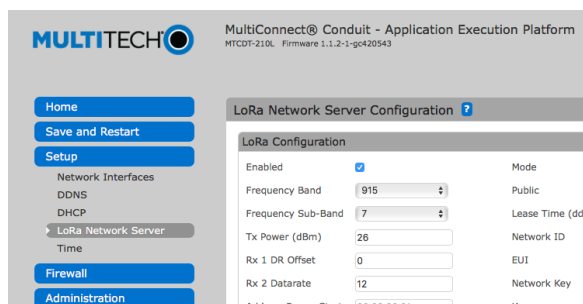 MULTITECH
MultiConnect® Conduit - Application Execution Platform
MTCDT-210L Firmware 1.1.2-1-gc420543
Home
Save and Restart
Setup
Network Interfaces
DDNS
DHCP
LoRa Network Server
Time
Firewall
Administration
LoRa Network Server Configuration ?
LoRa Configuration
Enabled Mode
Frequency Band 915 Public
Frequency Sub-Band 7 Lease Time (dd
Tx Power (dBm) 26 Network ID
Rx 1 DR Offset 0 EUI
Rx 2 Datarate 12 Network Key